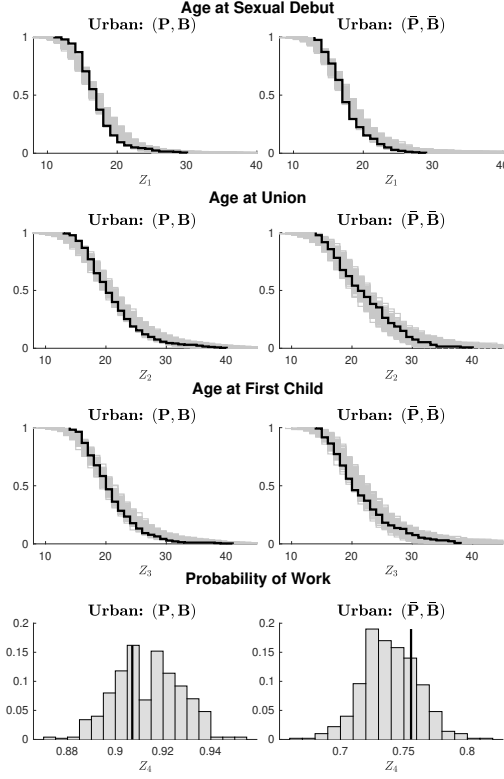 Age at Sexual Debut
Urban: (P, B) Urban: (P̄, B̄)
1 1
0.5 0.5
0 0
10 20 30 40 10 20 30 40
Z₁ Z₁
Age at Union
Urban: (P, B) Urban: (P̄, B̄)
1 1
0.5 0.5
0 0
10 20 30 40 10 20 30 40
Z₂ Z₂
Age at First Child
Urban: (P, B) Urban: (P̄, B̄)
1 1
0.5 0.5
0 0
10 20 30 40 10 20 30 40
Z₃ Z₃
Probability of Work
Urban: (P, B) Urban: (P̄, B̄)
0.2 0.2
0.15 0.15
0.1 0.1
0.05 0.05
0 0
0.88 0.9 0.92 0.94 0.7 0.75 0.8
Z₄ Z₄